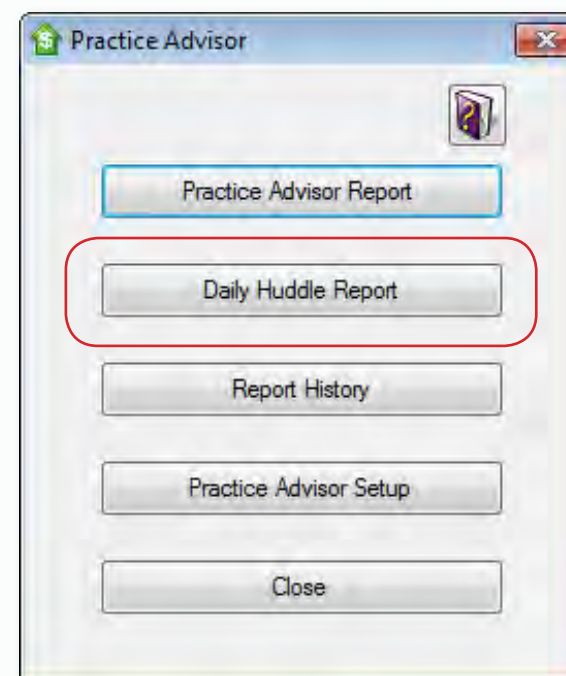 Practice Advisor
Practice Advisor Report
Daily Huddle Report
Report History
Practice Advisor Setup
Close